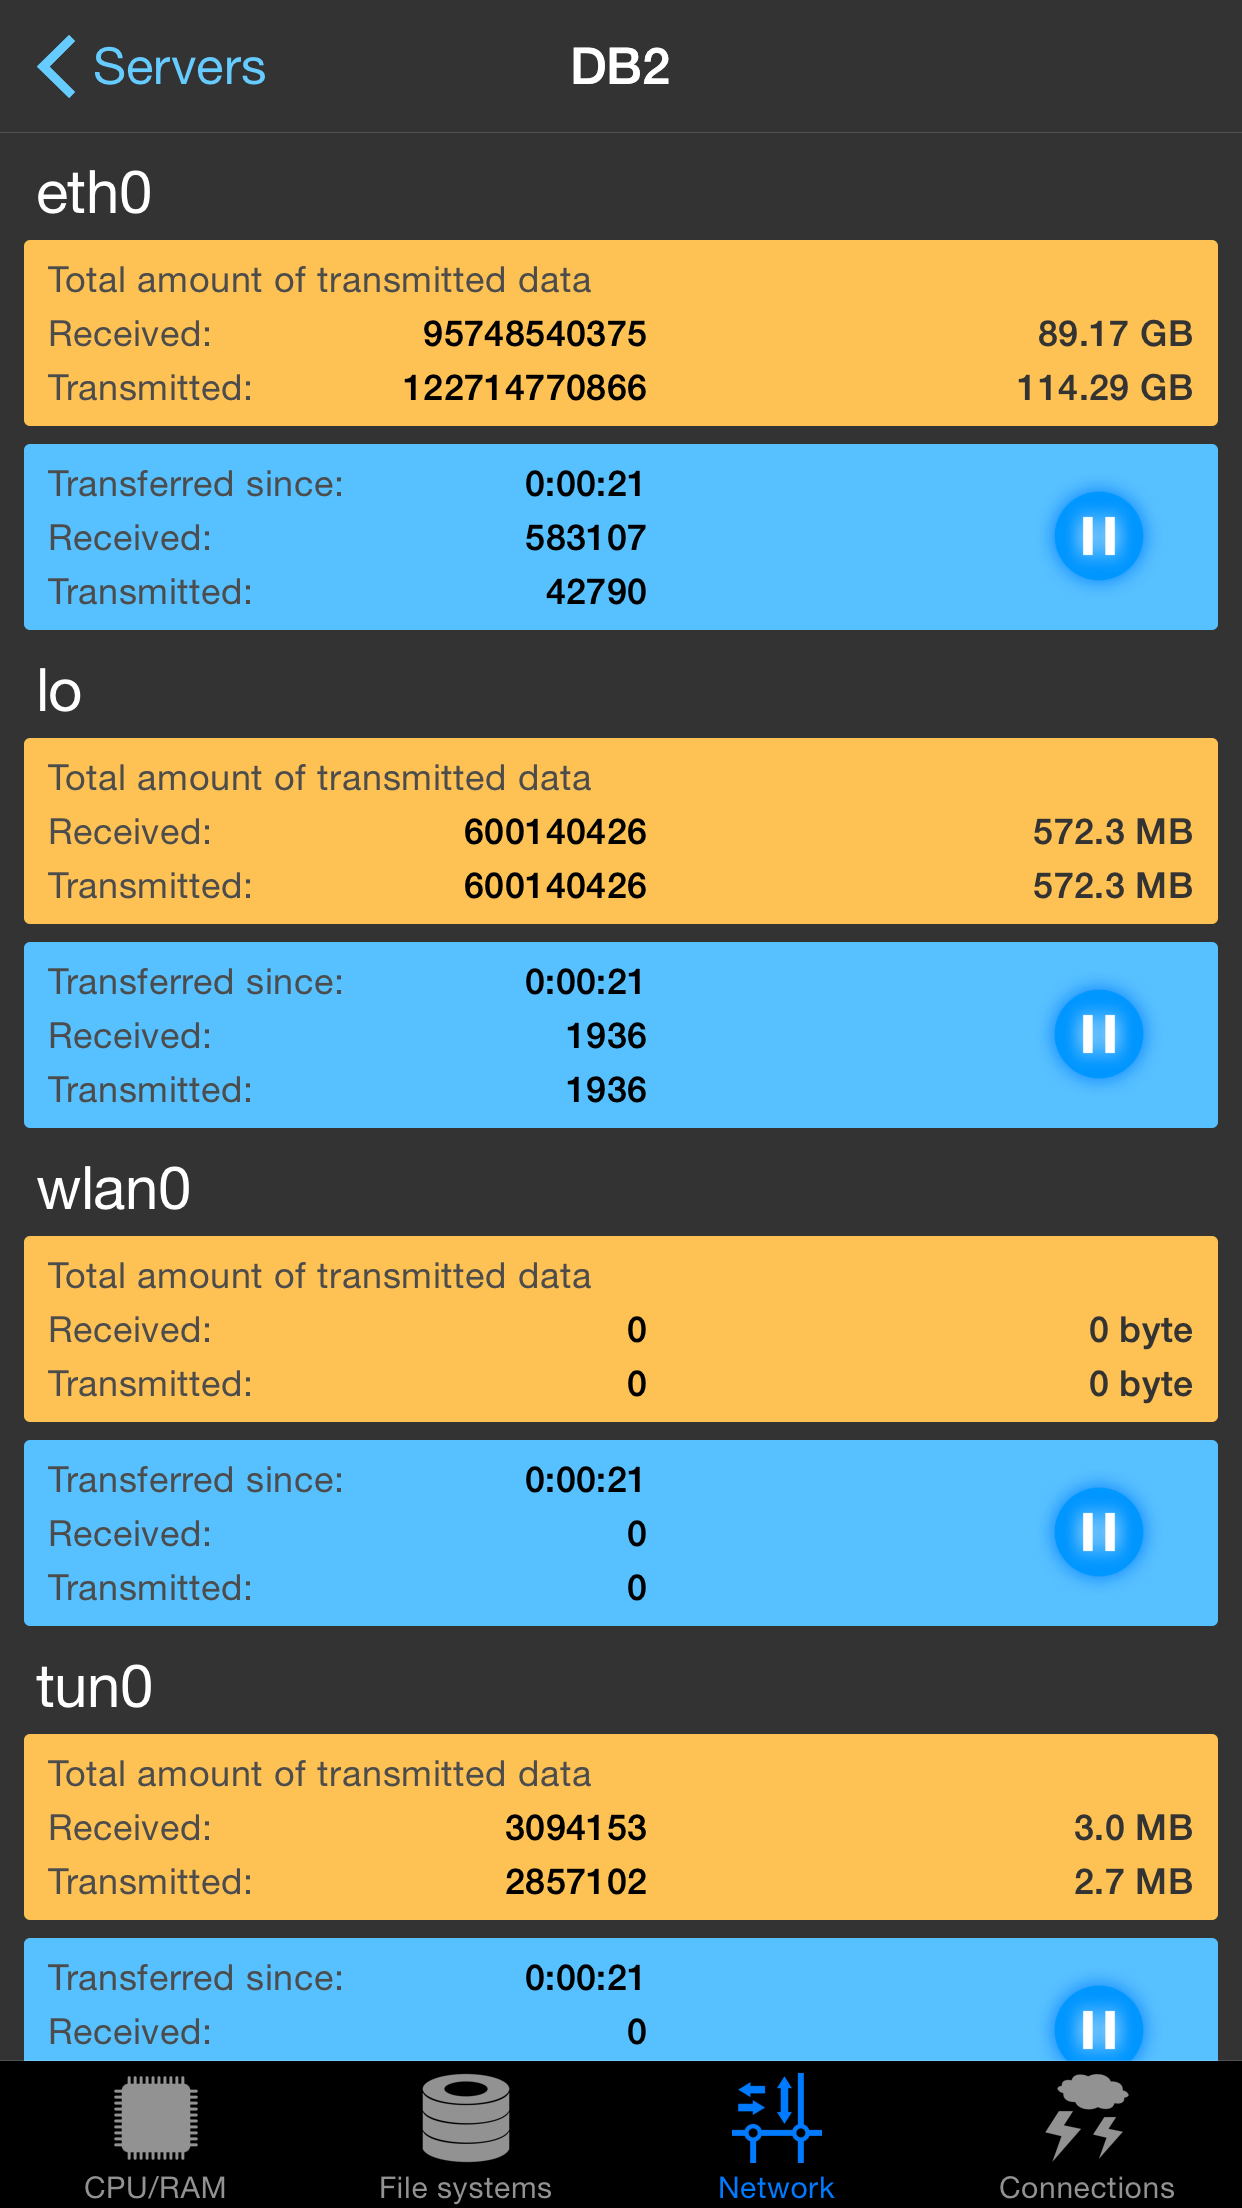 Servers DB2
eth0
Total amount of transmitted data
Received: 95748540375 89.17 GB
Transmitted: 122714770866 114.29 GB
Transferred since: 0:00:21
Received: 583107
Transmitted: 42790
lo
Total amount of transmitted data
Received: 600140426 572.3 MB
Transmitted: 600140426 572.3 MB
Transferred since: 0:00:21
Received: 1936
Transmitted: 1936
wlan0
Total amount of transmitted data
Received: 0 0 byte
Transmitted: 0 0 byte
Transferred since: 0:00:21
Received: 0
Transmitted: 0
tun0
Total amount of transmitted data
Received: 3094153 3.0 MB
Transmitted: 2857102 2.7 MB
Transferred since: 0:00:21
Received: 0
CPU/RAM File systems Network Connections